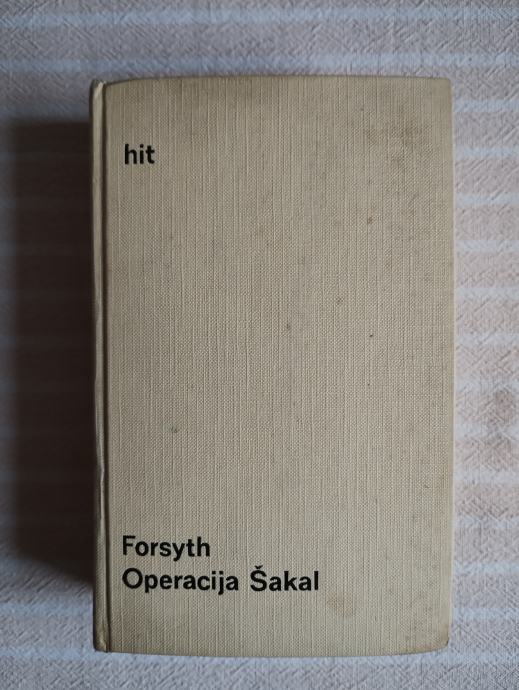 hit
Forsyth
Operacija Šakal